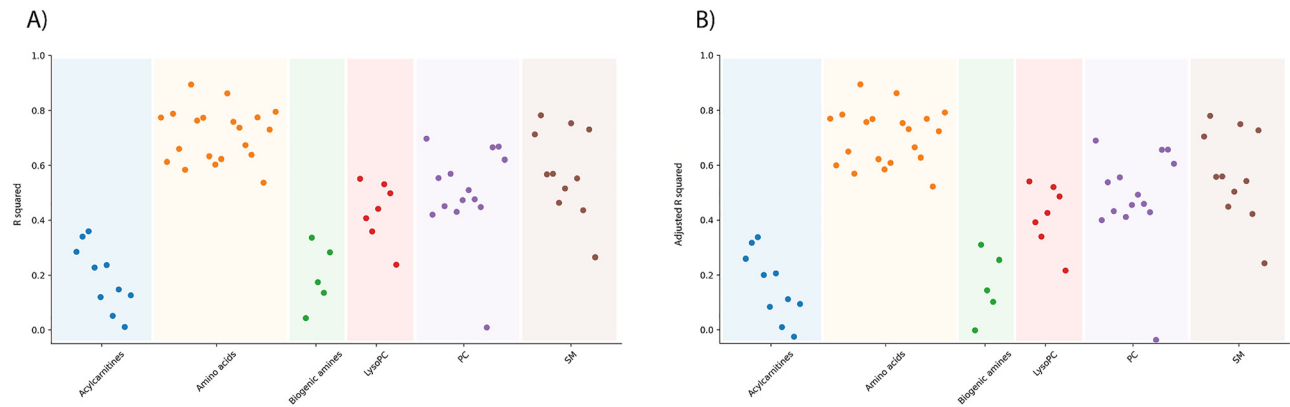 A)
R squared
1.0
0.8
0.6
0.4
0.2
0.0
Acylcarnitines
Amino acids
Biogenic amines
LysoPC
PC
SM
B)
Adjusted R squared
1.0
0.8
0.6
0.4
0.2
0.0
Acylcarnitines
Amino acids
Biogenic amines
LysoPC
PC
SM